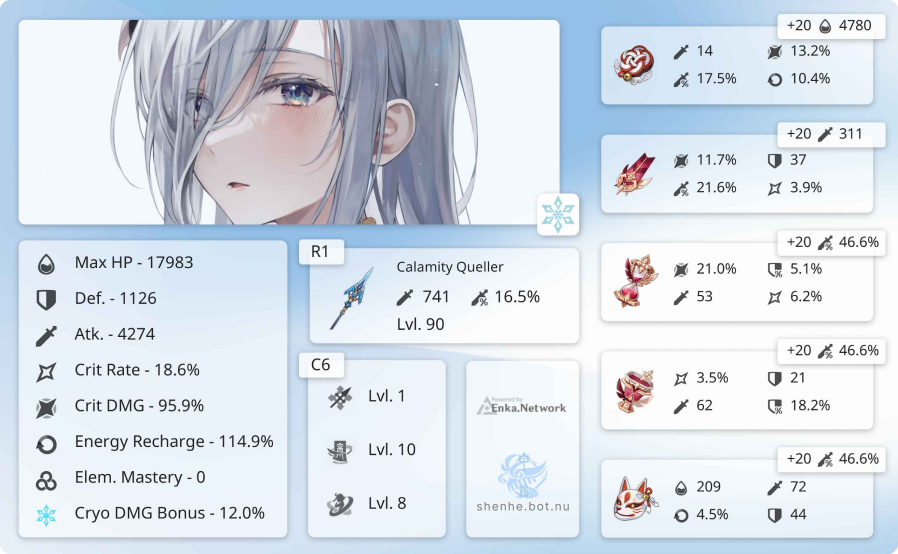 Max HP - 17983
Def. - 1126
Atk. - 4274
Crit Rate - 18.6%
Crit DMG - 95.9%
Energy Recharge - 114.9%
Elem. Mastery - 0
Cryo DMG Bonus - 12.0%
R1
Calamity Queller
741 16.5%
Lvl. 90
C6
Lvl. 1
Lvl. 10
Lvl. 8
Powered by
Enka.Network
shenhe.bot.nu
+20 4780
14 13.2%
17.5% 10.4%
+20 311
11.7% 37
21.6% 3.9%
+20 46.6%
21.0% 5.1%
53 6.2%
+20 46.6%
3.5% 21
62 18.2%
+20 46.6%
209 72
4.5% 44